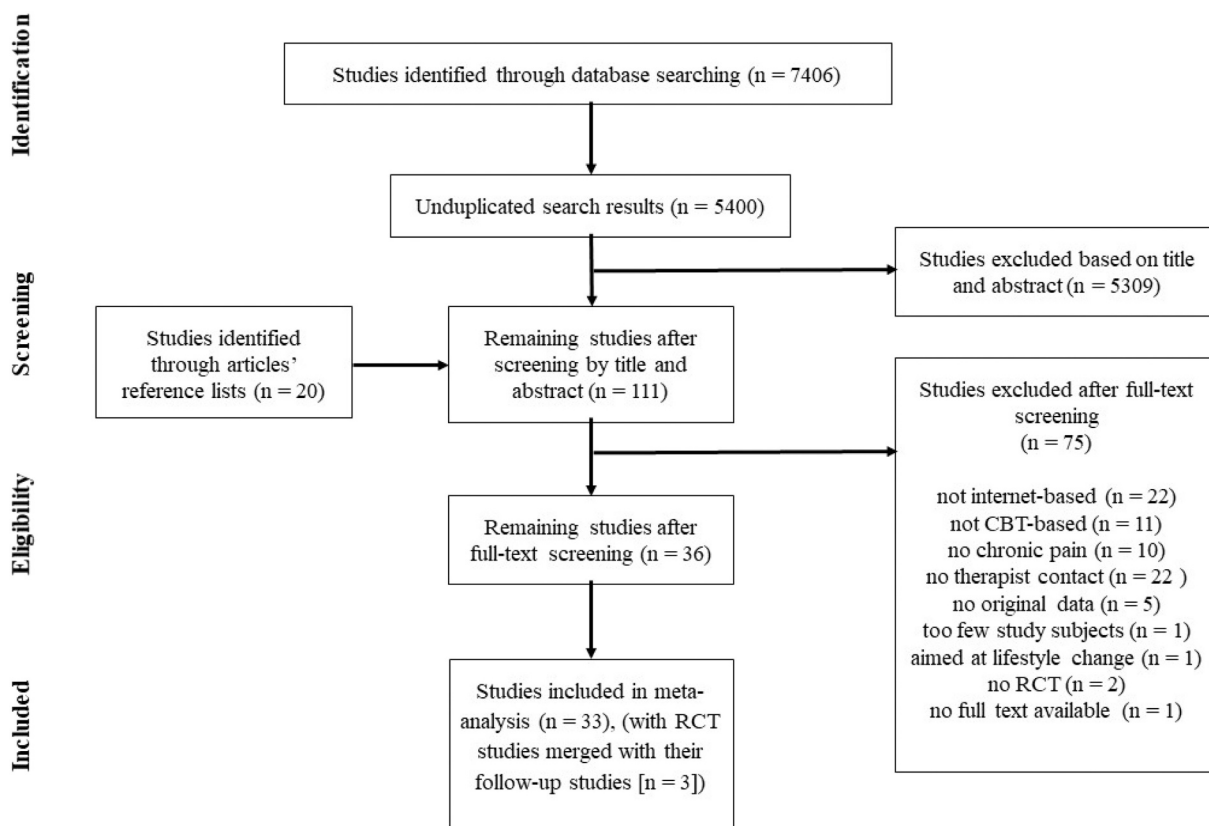 Identification
Studies identified through database searching (n = 7406)
Unduplicated search results (n = 5400)
Screening
Studies excluded based on title
and abstract (n = 5309)
Studies identified
through articles’
reference lists (n = 20)
Remaining studies after
screening by title and
abstract (n = 111)
Eligibility
Studies excluded after full-text
screening
(n = 75)
not internet-based (n = 22)
not CBT-based (n = 11)
no chronic pain (n = 10)
no therapist contact (n = 22 )
no original data (n = 5)
too few study subjects (n = 1)
aimed at lifestyle change (n = 1)
no RCT (n = 2)
no full text available (n = 1)
Remaining studies after
full-text screening (n = 36)
Included
Studies included in meta-
analysis (n = 33), (with RCT
studies merged with their
follow-up studies [n = 3])